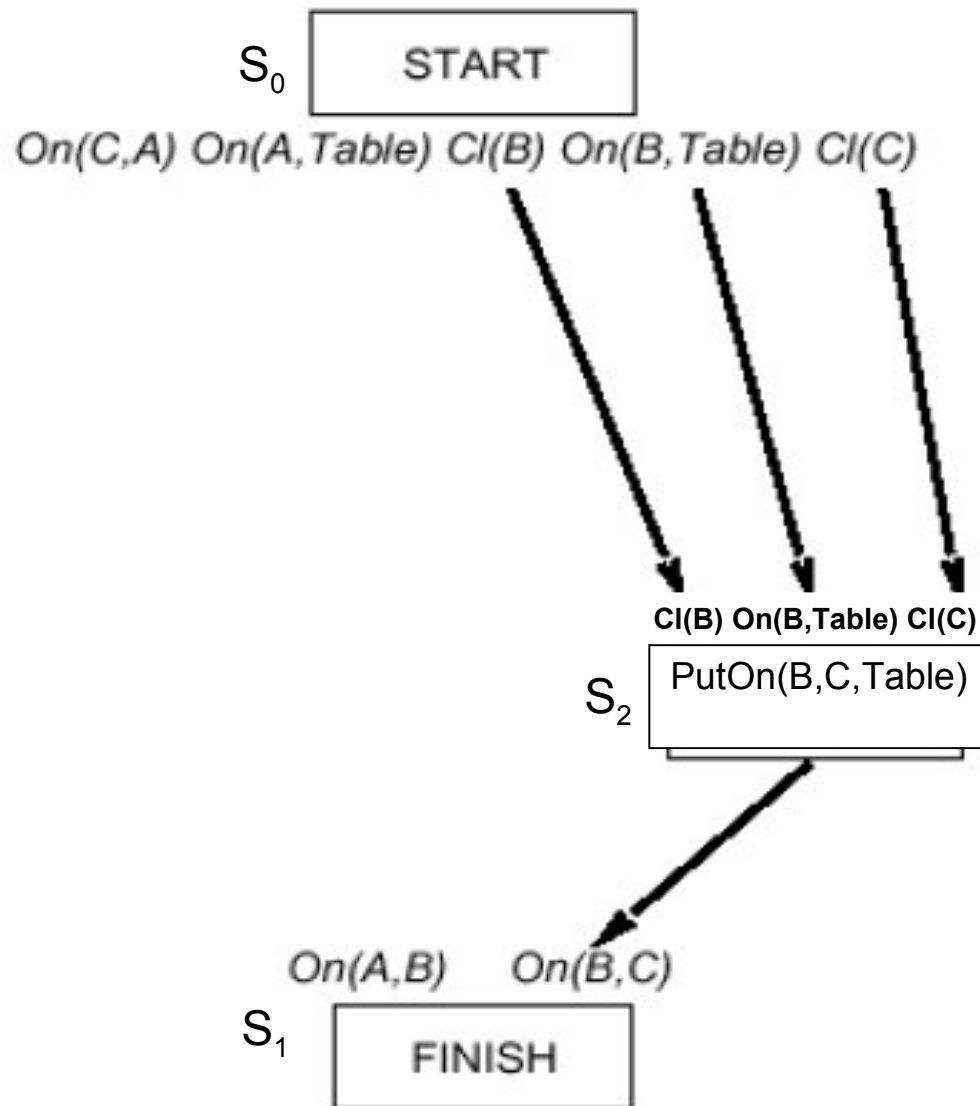 S0 START
On(C,A) On(A,Table) Cl(B) On(B,Table) Cl(C)
Cl(B) On(B,Table) Cl(C)
PutOn(B,C,Table)
S2
On(A,B) On(B,C)
S1 FINISH